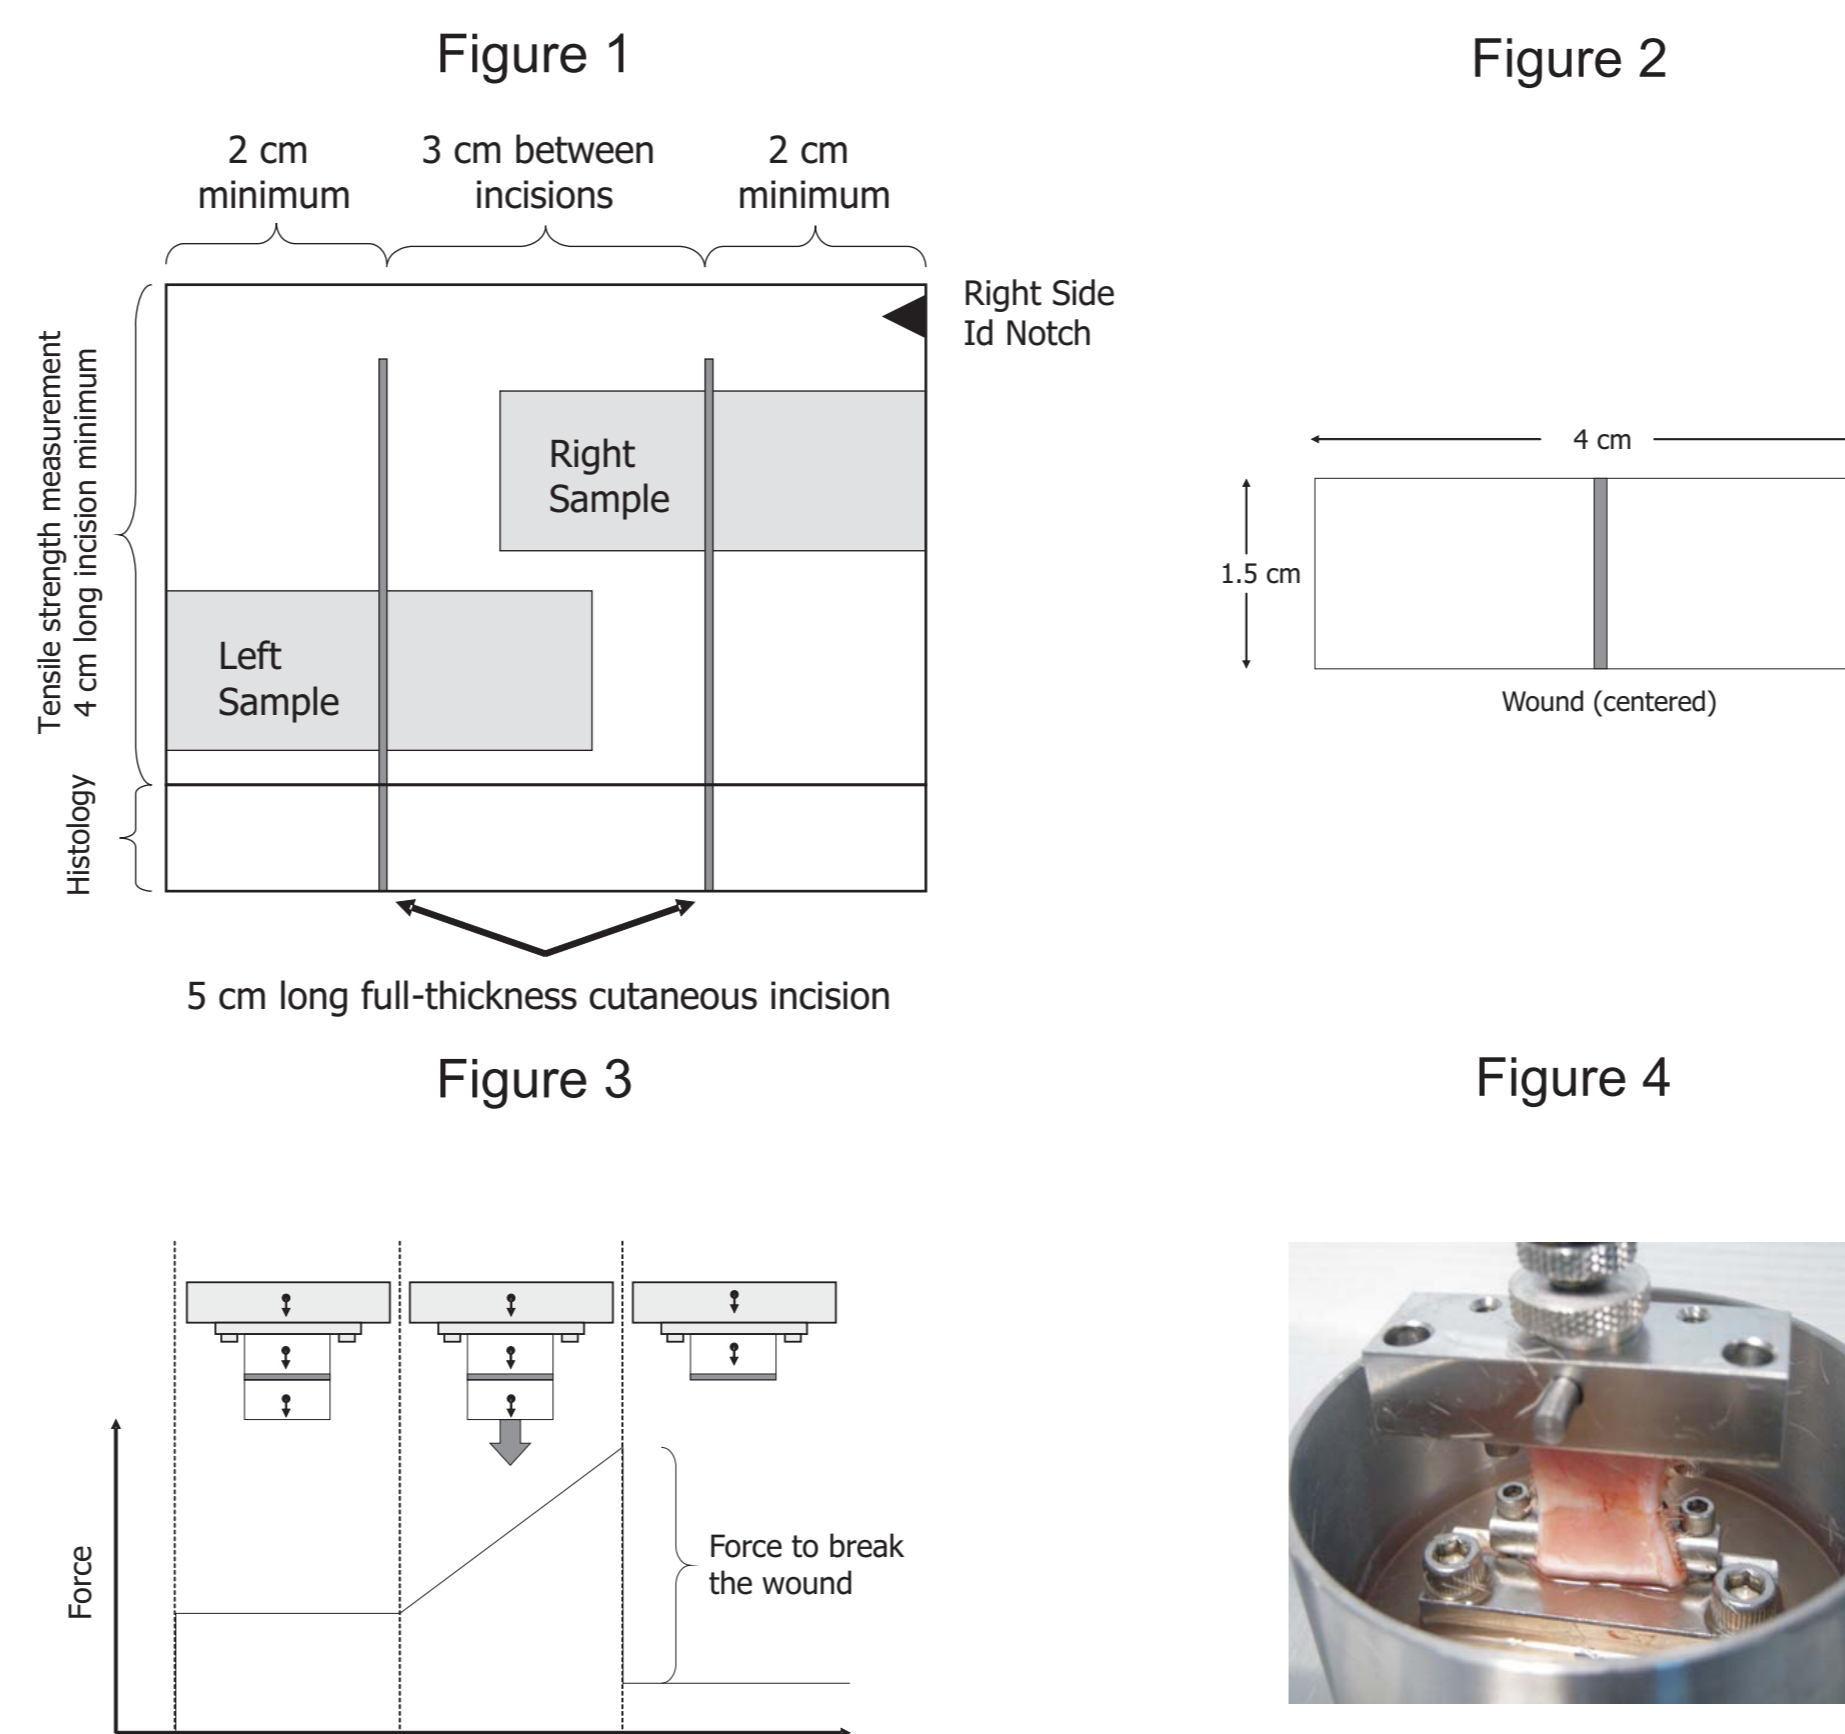 Figure 1
2 cm
minimum
3 cm between
incisions
2 cm
minimum
Right Side
Id Notch
Tensile strength measurement
4 cm long incision minimum
Right
Sample
Left
Sample
Histology
5 cm long full-thickness cutaneous incision
Figure 2
4 cm
1.5 cm
Wound (centered)
Figure 3
Force
Force to break
the wound
Figure 4